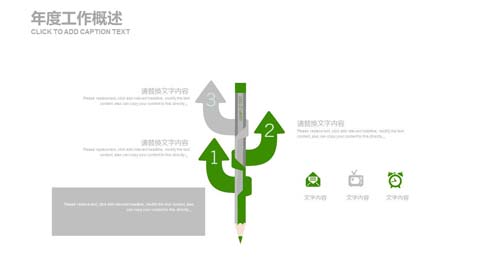 年度工作概述
CLICK TO ADD CAPTION TEXT
请替换文字内容
Please replace text, click add relevant headline, modify the text
content, also can copy your content to this directly.
3
请替换文字内容
Please replace text, click add relevant headline, modify the text
content, also can copy your content to this directly.
2
请替换文字内容
Please replace text, click add relevant headline, modify the text
content, also can copy your content to this directly.
1
文字内容
文字内容
文字内容
Please replace text, click add relevant headline, modify the text
content, also can copy your content to this directly.